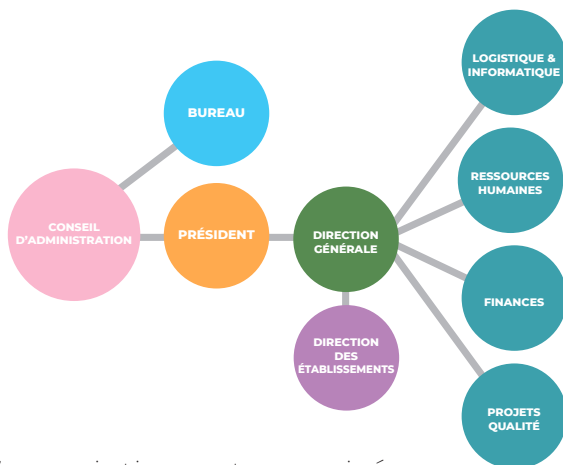 LOGISTIQUE &
INFORMATIQUE
BUREAU
RESSOURCES
HUMAINES
CONSEIL
D'ADMINISTRATION
PRÉSIDENT
DIRECTION
GÉNÉRALE
FINANCES
DIRECTION
DES
ÉTABLISSEMENTS
PROJETS
QUALITÉ